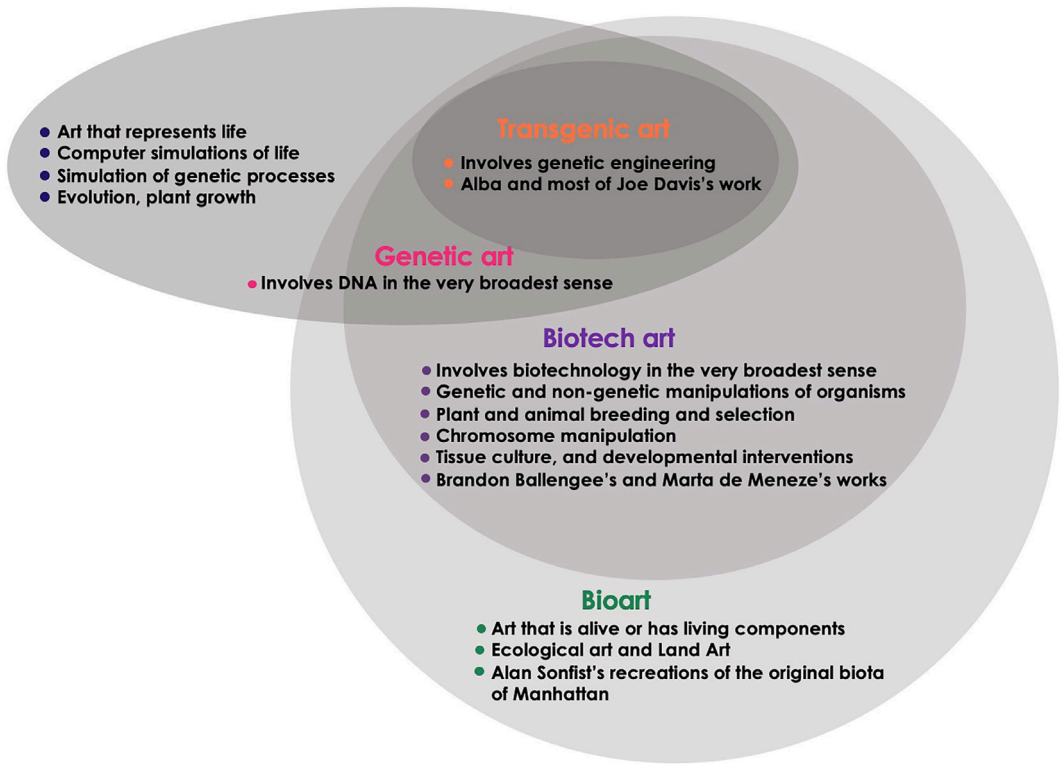 Art that represents life
Computer simulations of life
Simulation of genetic processes
Evolution, plant growth
Transgenic art
Involves genetic engineering
Alba and most of Joe Davis's work
Genetic art
Involves DNA in the very broadest sense
Biotech art
Involves biotechnology in the very broadest sense
Genetic and non-genetic manipulations of organisms
Plant and animal breeding and selection
Chromosome manipulation
Tissue culture, and developmental interventions
Brandon Ballengee's and Marta de Meneze's works
Bioart
Art that is alive or has living components
Ecological art and Land Art
Alan Sonfist's recreations of the original biota
of Manhattan